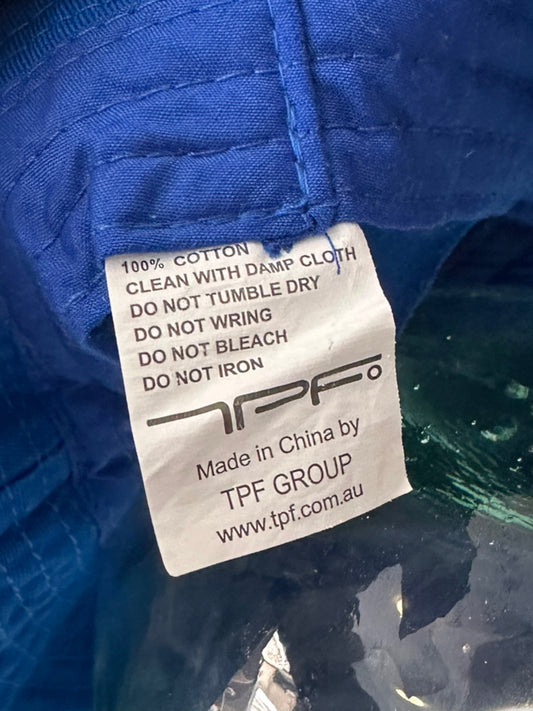 100% COTTON
CLEAN WITH DAMP CLOTH
DO NOT TUMBLE DRY
DO NOT WRING
DO NOT BLEACH
DO NOT IRON
TPF
Made in China by
TPF GROUP
www.tpf.com.au